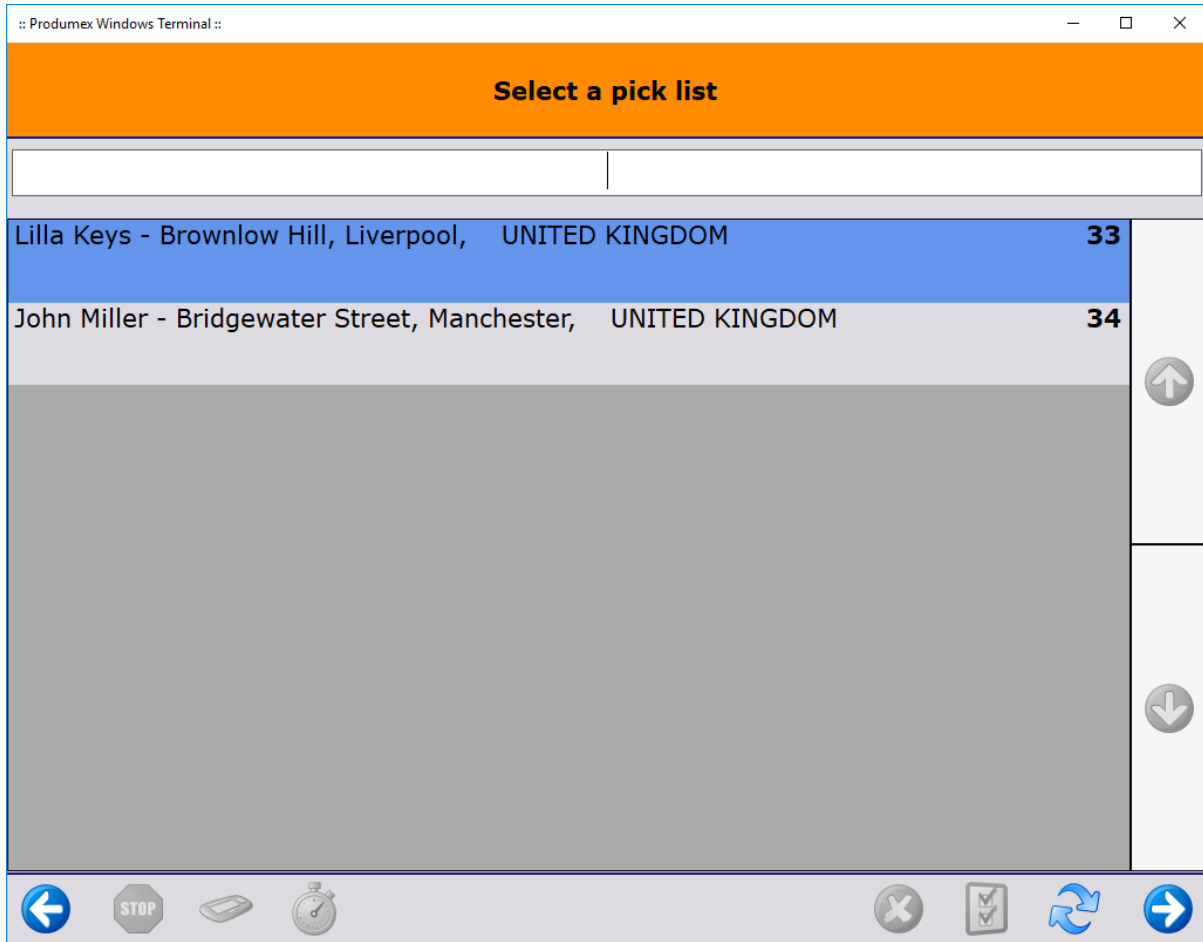 :: Produmex Windows Terminal ::
Select a pick list
Lilla Keys - Brownlow Hill, Liverpool, UNITED KINGDOM 33
John Miller - Bridgewater Street, Manchester, UNITED KINGDOM 34
STOP